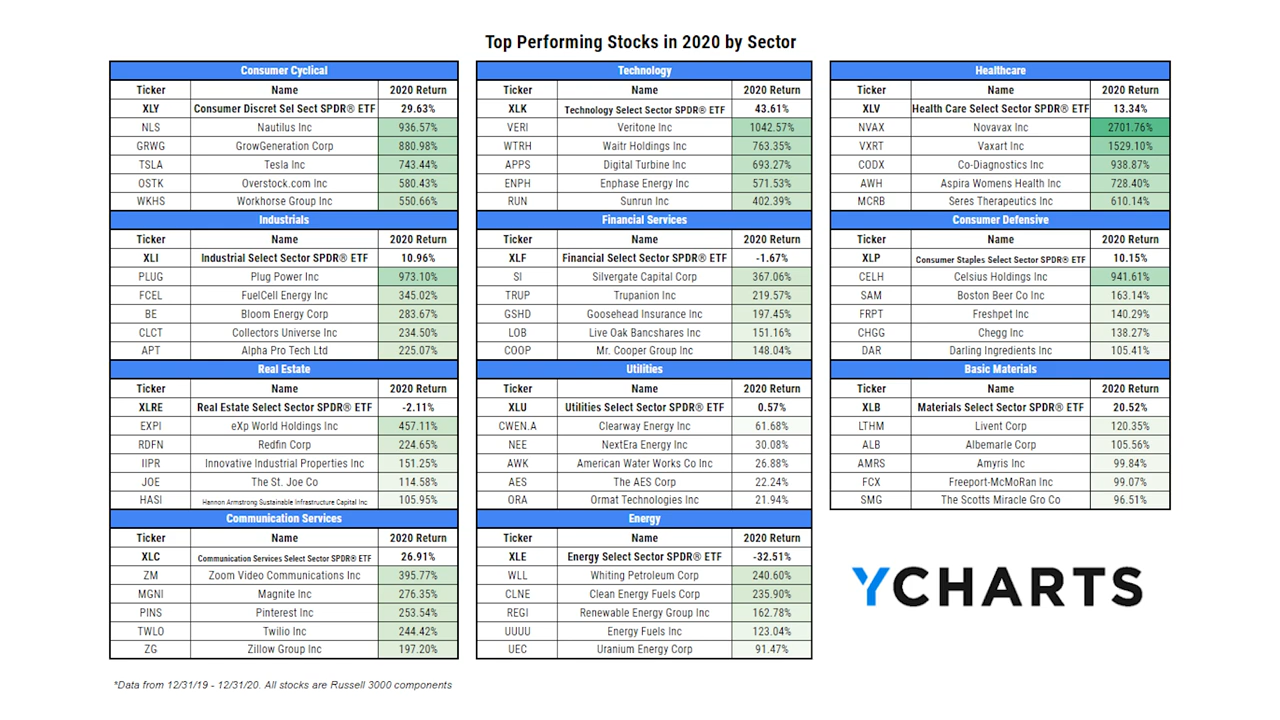 Top Performing Stocks in 2020 by Sector
Consumer Cyclical
Ticker Name 2020 Return
XLY Consumer Discret Sel Sect SPDR® ETF 29.63%
NLS Nautilus Inc 936.57%
GRWG GrowGeneration Corp 880.98%
TSLA Tesla Inc 743.44%
OSTK Overstock.com Inc 580.43%
WKHS Workhorse Group Inc 550.66%
Industrials
Ticker Name 2020 Return
XLI Industrial Select Sector SPDR® ETF 10.96%
PLUG Plug Power Inc 973.10%
FCEL FuelCell Energy Inc 345.02%
BE Bloom Energy Corp 283.67%
CLCT Collectors Universe Inc 234.50%
APT Alpha Pro Tech Ltd 225.07%
Real Estate
Ticker Name 2020 Return
XLRE Real Estate Select Sector SPDR® ETF -2.11%
EXPI eXp World Holdings Inc 457.11%
RDFN Redfin Corp 224.65%
IIPR Innovative Industrial Properties Inc 151.25%
JOE The St. Joe Co 114.58%
HASI Hannon Armstrong Sustainable Infrastructure Capital Inc 105.95%
Communication Services
Ticker Name 2020 Return
XLC Communication Services Select Sector SPDR® ETF 26.91%
ZM Zoom Video Communications Inc 395.77%
MGNI Magnite Inc 276.35%
PINS Pinterest Inc 253.54%
TWLO Twilio Inc 244.42%
ZG Zillow Group Inc 197.20%
Technology
Ticker Name 2020 Return
XLK Technology Select Sector SPDR® ETF 43.61%
VERI Veritone Inc 1042.57%
WTRH Waitr Holdings Inc 763.35%
APPS Digital Turbine Inc 693.27%
ENPH Enphase Energy Inc 571.53%
RUN Sunrun Inc 402.39%
Financial Services
Ticker Name 2020 Return
XLF Financial Select Sector SPDR® ETF -1.67%
SI Silvergate Capital Corp 367.06%
TRUP Trupanion Inc 219.57%
GSHD Goosehead Insurance Inc 197.45%
LOB Live Oak Bancshares Inc 151.16%
COOP Mr. Cooper Group Inc 148.04%
Utilities
Ticker Name 2020 Return
XLU Utilities Select Sector SPDR® ETF 0.57%
CWEN.A Clearway Energy Inc 61.68%
NEE NextEra Energy Inc 30.08%
AWK American Water Works Co Inc 26.88%
AES The AES Corp 22.24%
ORA Ormat Technologies Inc 21.94%
Energy
Ticker Name 2020 Return
XLE Energy Select Sector SPDR® ETF -32.51%
WLL Whiting Petroleum Corp 240.60%
CLNE Clean Energy Fuels Corp 235.90%
REGI Renewable Energy Group Inc 162.78%
UUUU Energy Fuels Inc 123.04%
UEC Uranium Energy Corp 91.47%
Healthcare
Ticker Name 2020 Return
XLV Health Care Select Sector SPDR® ETF 13.34%
NVAX Novavax Inc 2701.76%
VXRT Vaxart Inc 1529.10%
CODX Co-Diagnostics Inc 938.87%
AWH Aspira Womens Health Inc 728.40%
MCRB Seres Therapeutics Inc 610.14%
Consumer Defensive
Ticker Name 2020 Return
XLP Consumer Staples Select Sector SPDR® ETF 10.15%
CELH Celsius Holdings Inc 941.61%
SAM Boston Beer Co Inc 163.14%
FRPT Freshpet Inc 140.29%
CHGG Chegg Inc 138.27%
DAR Darling Ingredients Inc 105.41%
Basic Materials
Ticker Name 2020 Return
XLB Materials Select Sector SPDR® ETF 20.52%
LTHM Livent Corp 120.35%
ALB Albemarle Corp 105.56%
AMRS Amyris Inc 99.84%
FCX Freeport-McMoRan Inc 99.07%
SMG The Scotts Miracle Gro Co 96.51%
YCHARTS
*Data from 12/31/19 - 12/31/20. All stocks are Russell 3000 components